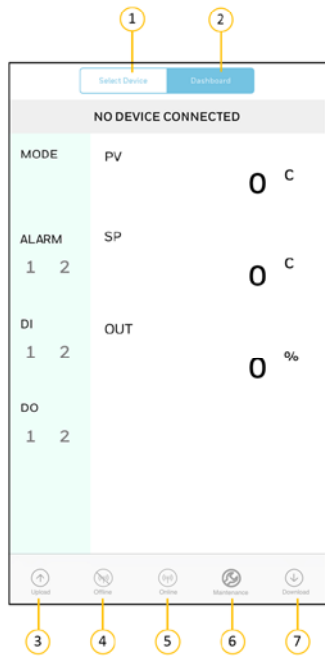 1 2
Select Device Dashboard
NO DEVICE CONNECTED
MODE PV
0 C
ALARM SP
1 2
0 C
DI OUT
1 2
0 %
DO
1 2
Upload Offline Online Maintenance Download
3 4 5 6 7